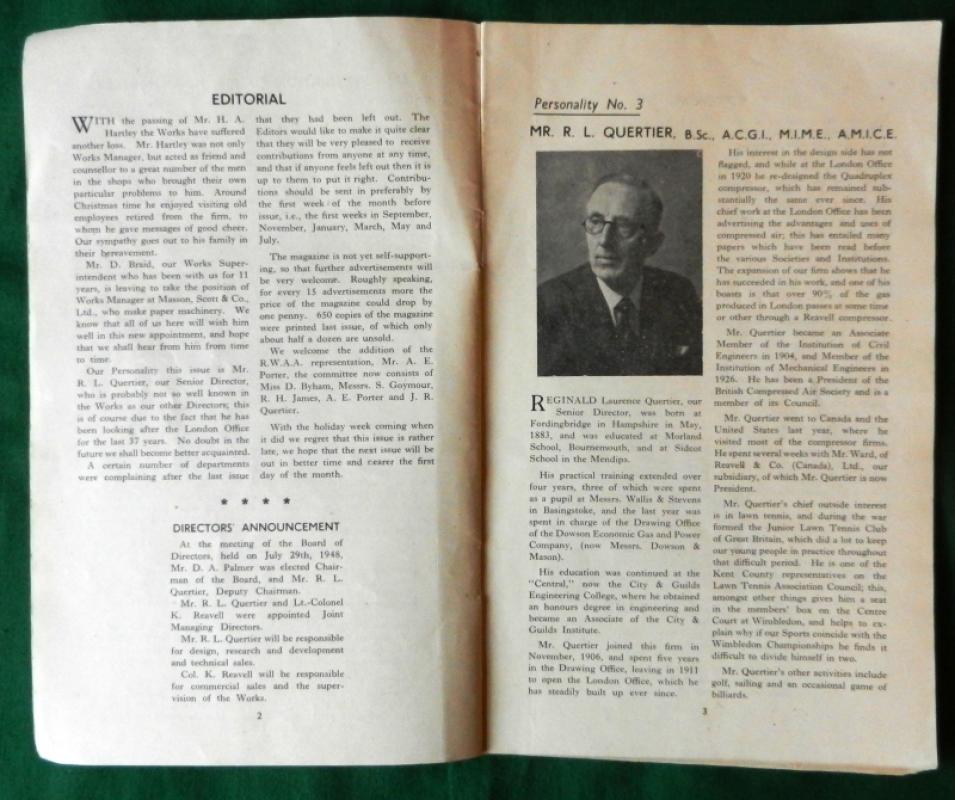 EDITORIAL
WITH the passing of Mr. H. A.
Hartley the Works have suffered
another loss. Mr. Hartley was not only
Works Manager, but acted as friend and
counsellor to a great number of the men
in the shops who brought their own
particular problems to him. Around
Christmas time he enjoyed visiting old
employees retired from the firm, to
whom he gave messages of good cheer.
Our sympathy goes out to his family in
their bereavement.
Mr. D. Braid, our Works Super-
intendent who has been with us for 11
years, is leaving to take the position of
Works Manager at Masson, Scott & Co.,
Ltd., who make paper machinery. We
know that all of us here will wish him
well in this new appointment, and hope
that we shall hear from him from time
to time.
Our Personality this issue is Mr.
R. L. Quertier, our Senior Director,
who is probably not so well known in
the Works as our other Directors; this
is of course due to the fact that he has
been looking after the London Office
for the last 37 years. No doubt in the
future we shall become better acquainted.
A certain number of departments
were complaining after the last issue
that they had been left out. The
Editors would like to make it quite clear
that they will be very pleased to receive
contributions from anyone at any time,
and that if anyone feels left out then it is
up to them to put it right. Contribu-
tions should be sent in preferably by
the first week of the month before
issue, i.e., the first weeks in September,
November, January, March, May and
July.
The magazine is not yet self-support-
ing, so that further advertisements will
be very welcome. Roughly speaking,
for every 15 advertisements more the
price of the magazine could drop by
one penny. 650 copies of the magazine
were printed last issue, of which only
about half a dozen are unsold.
We welcome the addition of the
R.W.A.A. representation, Mr. A. E.
Porter, the committee now consists of
Miss D. Byham, Messrs. S. Goymour,
R. H. James, A. E. Porter and J. R.
Quertier.
With the holiday week coming when
it did we regret that this issue is rather
late, we hope that the next issue will be
out in better time and nearer the first
day of the month.
* * * *
DIRECTORS' ANNOUNCEMENT
At the meeting of the Board of
Directors, held on July 29th, 1948,
Mr. D. A. Palmer was elected Chair-
man of the Board, and Mr. R. L.
Quertier, Deputy Chairman.
Mr. R. L. Quertier and Lt.-Colonel
K. Reavell were appointed Joint
Managing Directors.
Mr. R. L. Quertier will be responsible
for design, research and development
and technical sales.
Col. K. Reavell will be responsible
for commercial sales and the super-
vision of the Works.
2
Personality No. 3
MR. R. L. QUERTIER, B.Sc., A.C.G.I., M.I.M.E., A.M.I.C.E.
REGINALD Laurence Quertier, our
Senior Director, was born at
Fordingbridge in Hampshire in May,
1883, and was educated at Morland
School, Bournemouth, and at Sidcot
School in the Mendips.
His practical training extended over
four years, three of which were spent
as a pupil at Messrs. Wallis & Stevens
in Basingstoke, and the last year was
spent in charge of the Drawing Office
of the Dowson Economic Gas and Power
Company, (now Messrs. Dowson &
Mason).
His education was continued at the
"Central," now the City & Guilds
Engineering College, where he obtained
an honours degree in engineering and
became an Associate of the City &
Guilds Institute.
Mr. Quertier joined this firm in
November, 1906, and spent five years
in the Drawing Office, leaving in 1911
to open the London Office, which he
has steadily built up ever since.
His interest in the design side has not
flagged, and while at the London Office
in 1920 he re-designed the Quadruplex
compressor, which has remained sub-
stantially the same ever since. His
chief work at the London Office has been
advertising the advantages and uses of
compressed air; this has entailed many
papers which have been read before
the various Societies and Institutions.
The expansion of our firm shows that he
has succeeded in his work, and one of his
boasts is that over 90% of the gas
produced in London passes at some time
or other through a Reavell compressor.
Mr. Quertier became an Associate
Member of the Institution of Civil
Engineers in 1904, and Member of the
Institution of Mechanical Engineers in
1926. He has been a President of the
British Compressed Air Society and is a
member of its Council.
Mr. Quertier went to Canada and the
United States last year, where he
visited most of the compressor firms.
He spent several weeks with Mr. Ward, of
Reavell & Co. (Canada), Ltd., our
subsidiary, of which Mr. Quertier is now
President.
Mr. Quertier's chief outside interest
is in lawn tennis, and during the war
formed the Junior Lawn Tennis Club
of Great Britain, which did a lot to keep
our young people in practice throughout
that difficult period. He is one of the
Kent County representatives on the
Lawn Tennis Association Council; this,
amongst other things gives him a seat
in the members' box on the Centre
Court at Wimbledon, and helps to ex-
plain why if our Sports coincide with the
Wimbledon Championships he finds it
difficult to divide himself in two.
Mr. Quertier's other activities include
golf, sailing and an occasional game of
billiards.
3